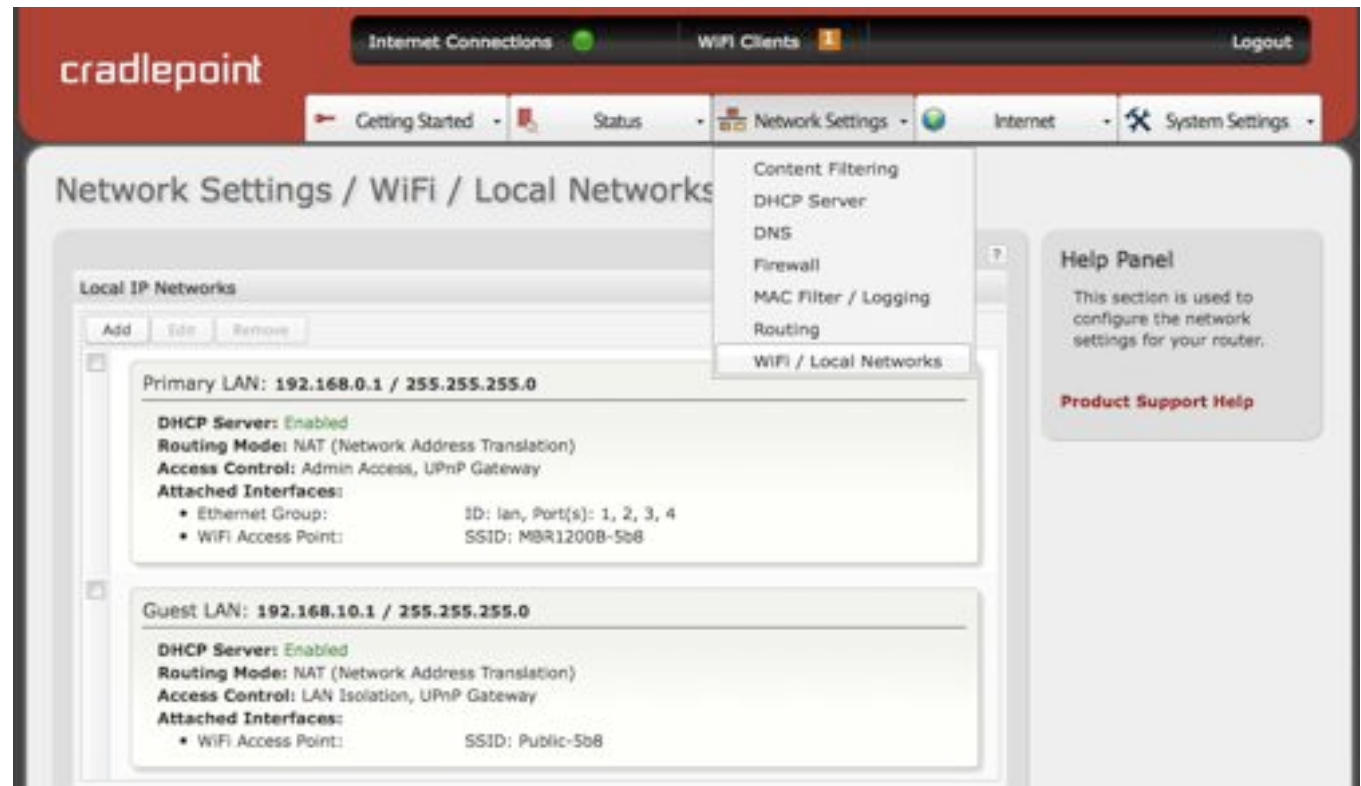 Internet Connections WiFi Clients 1 Logout
cradlepoint
Getting Started Status Network Settings Internet System Settings
Content Filtering
DHCP Server
DNS
Firewall
MAC Filter / Logging
Routing
WiFi / Local Networks
Network Settings / WiFi / Local Networks
?
Local IP Networks
Add Edit Remove
Primary LAN: 192.168.0.1 / 255.255.255.0
DHCP Server: Enabled
Routing Mode: NAT (Network Address Translation)
Access Control: Admin Access, UPnP Gateway
Attached Interfaces:
• Ethernet Group: ID: lan, Port(s): 1, 2, 3, 4
• WiFi Access Point: SSID: MBR1200B-5b8
Guest LAN: 192.168.10.1 / 255.255.255.0
DHCP Server: Enabled
Routing Mode: NAT (Network Address Translation)
Access Control: LAN Isolation, UPnP Gateway
Attached Interfaces:
• WiFi Access Point: SSID: Public-5b8
Help Panel
This section is used to
configure the network
settings for your router.
Product Support Help